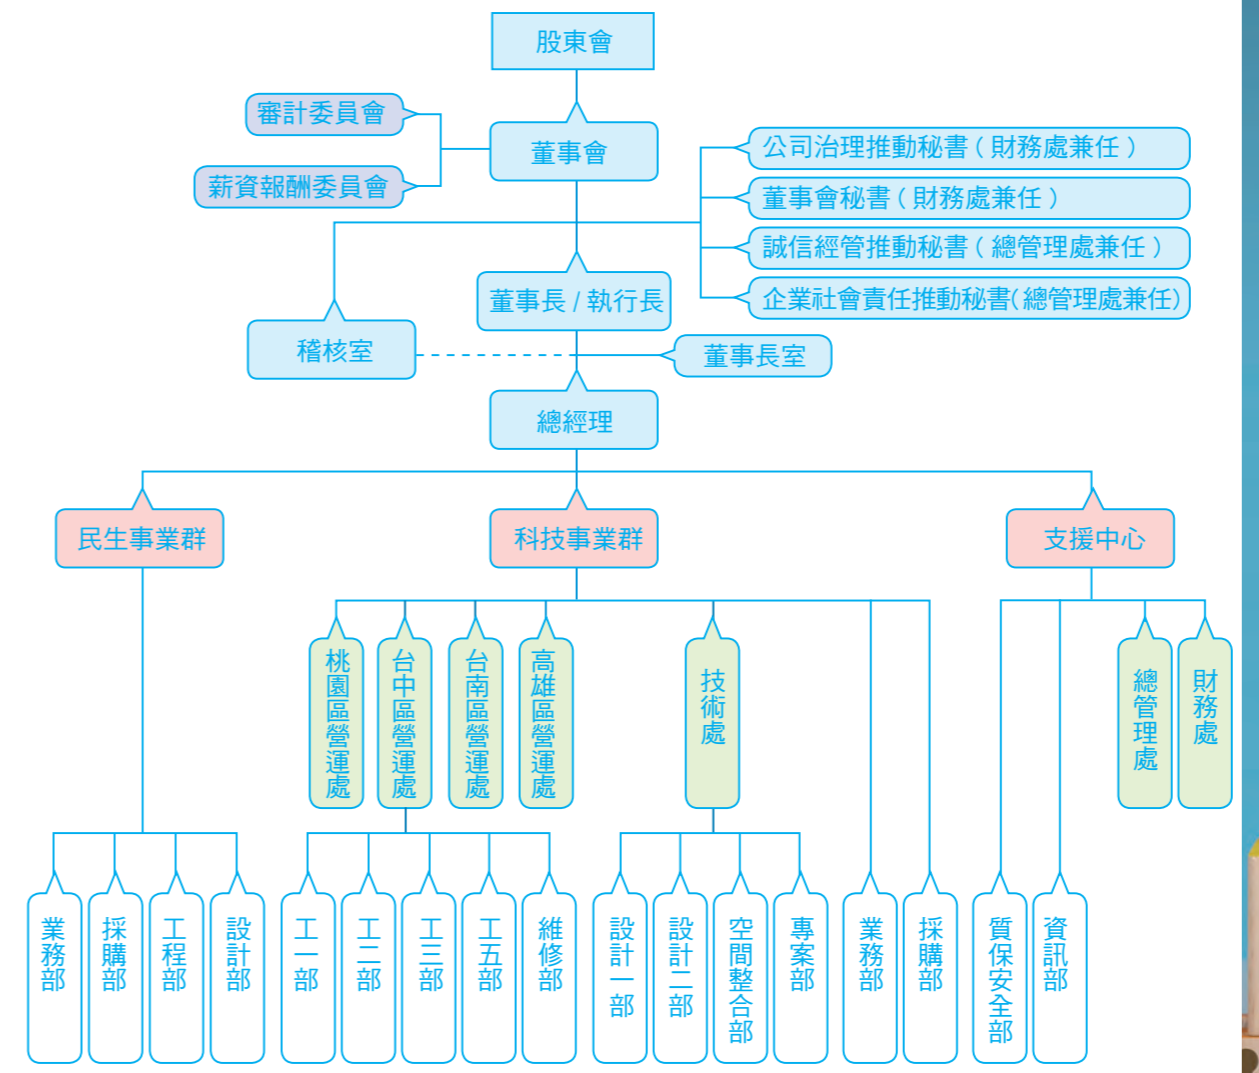 股東會
審計委員會
董事會
薪資報酬委員會
公司治理推動秘書 ( 財務處兼任 )
董事會秘書 ( 財務處兼任 )
誠信經管推動秘書 ( 總管理處兼任 )
企業社會責任推動秘書( 總管理處兼任)
董事長 / 執行長
稽核室
董事長室
總經理
民生事業群
科技事業群
支援中心
桃園區營運處
台中區營運處
台南區營運處
高雄區營運處
技術處
總管理處
財務處
業務部
採購部
工程部
設計部
工一部
工二部
工三部
工五部
維修部
設計一部
設計二部
空間整合部
專案部
業務部
採購部
質保安全部
資訊部